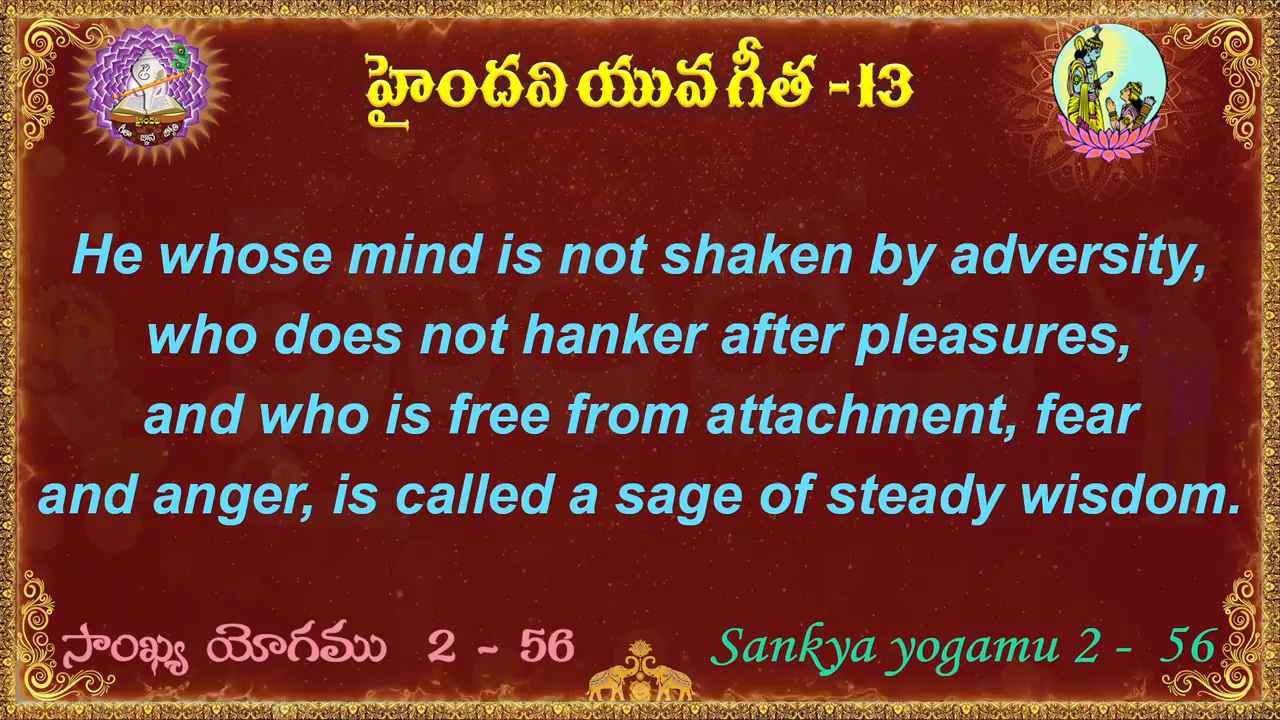 హైందవి యువ గీత - 13
హైందవి
గీతా జ్ఞాన జ్యోతి
He whose mind is not shaken by adversity,
who does not hanker after pleasures,
and who is free from attachment, fear
and anger, is called a sage of steady wisdom.
సాంఖ్య యోగము 2 - 56
Sankya yogamu 2 - 56